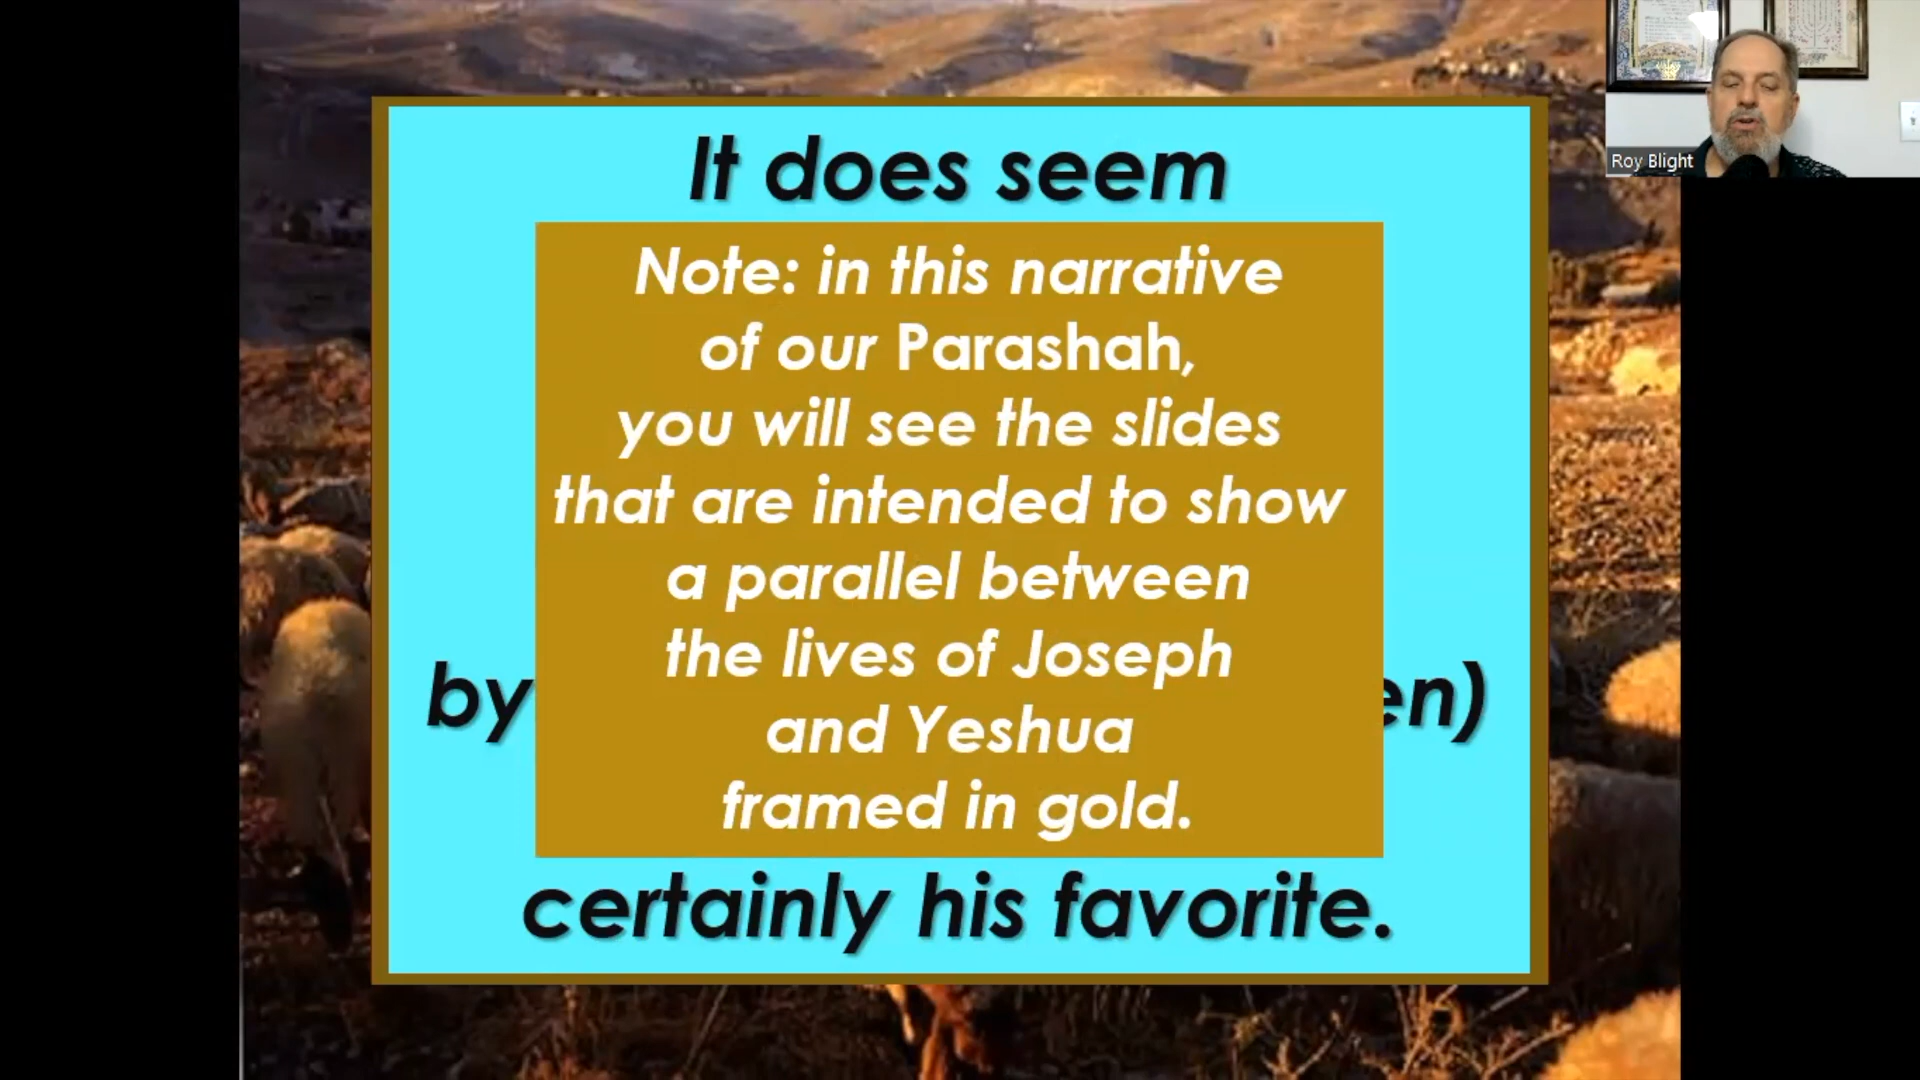 It does seem
Note: in this narrative
of our Parashah,
you will see the slides
that are intended to show
a parallel between
the lives of Joseph
and Yeshua
framed in gold.
by
en)
certainly his favorite.
Roy Blight